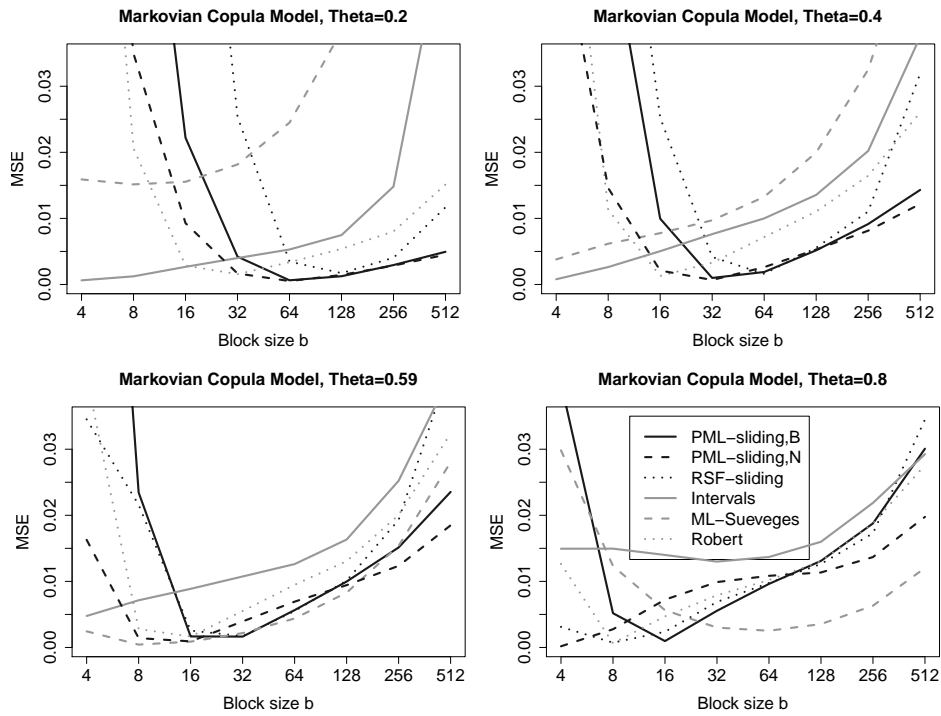 Markovian Copula Model, Theta=0.2
MSE
0.03
0.02
0.01
0.00
4 8 16 32 64 128 256 512
Block size b
Markovian Copula Model, Theta=0.4
MSE
0.03
0.02
0.01
0.00
4 8 16 32 64 128 256 512
Block size b
Markovian Copula Model, Theta=0.59
MSE
0.03
0.02
0.01
0.00
4 8 16 32 64 128 256 512
Block size b
Markovian Copula Model, Theta=0.8
MSE
0.03
0.02
0.01
0.00
PML−sliding,B
PML−sliding,N
RSF−sliding
Intervals
ML−Sueveges
Robert
4 8 16 32 64 128 256 512
Block size b